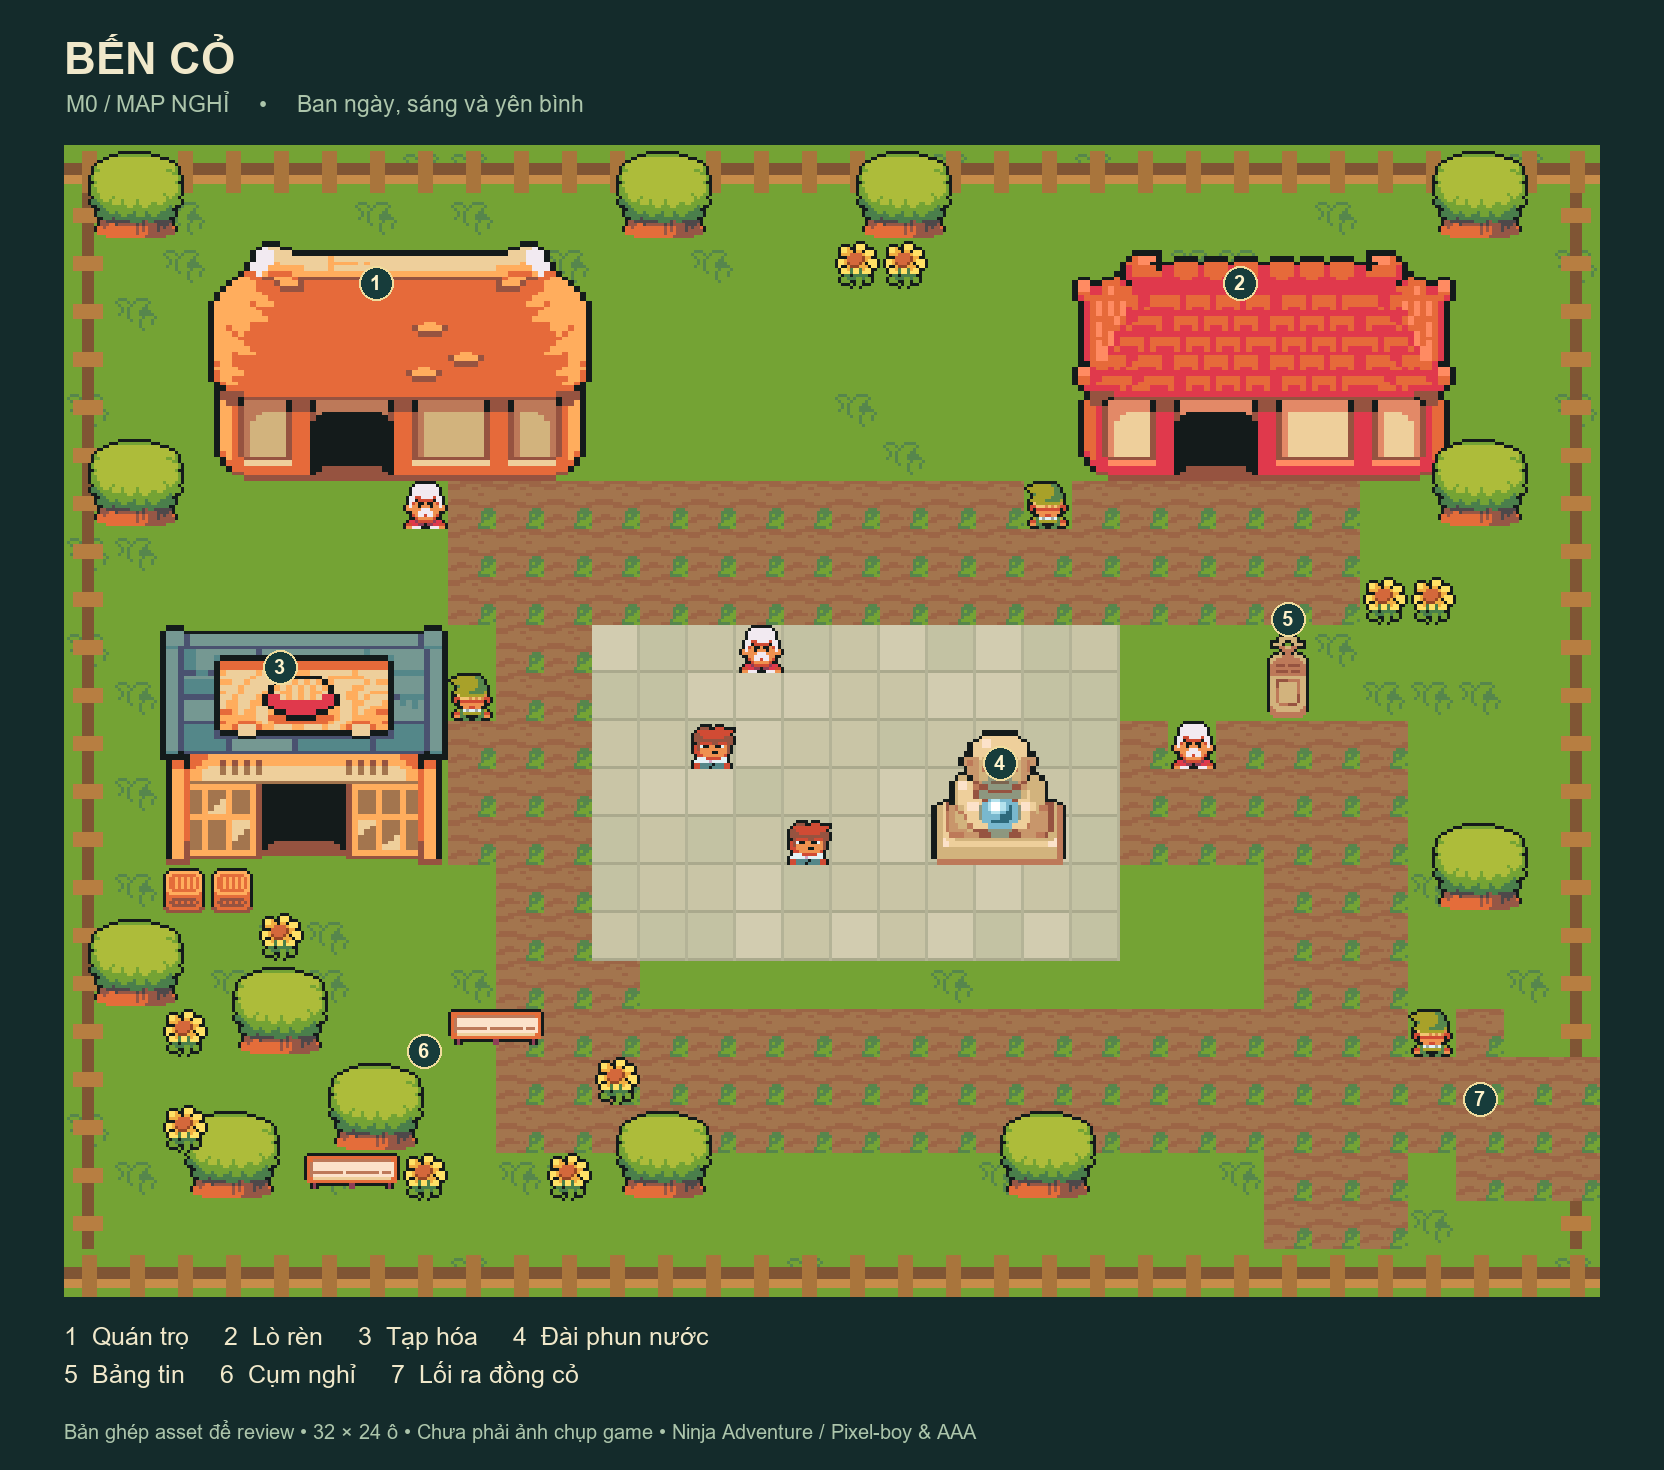 BẾN CỎ
M0 / MAP NGHỈ • Ban ngày, sáng và yên bình
1
2
3
4
5
6
7
1 Quán trọ 2 Lò rèn 3 Tạp hóa 4 Đài phun nước
5 Bảng tin 6 Cụm nghỉ 7 Lối ra đồng cỏ
Bản ghép asset để review • 32 × 24 ô • Chưa phải ảnh chụp game • Ninja Adventure / Pixel-boy & AAA